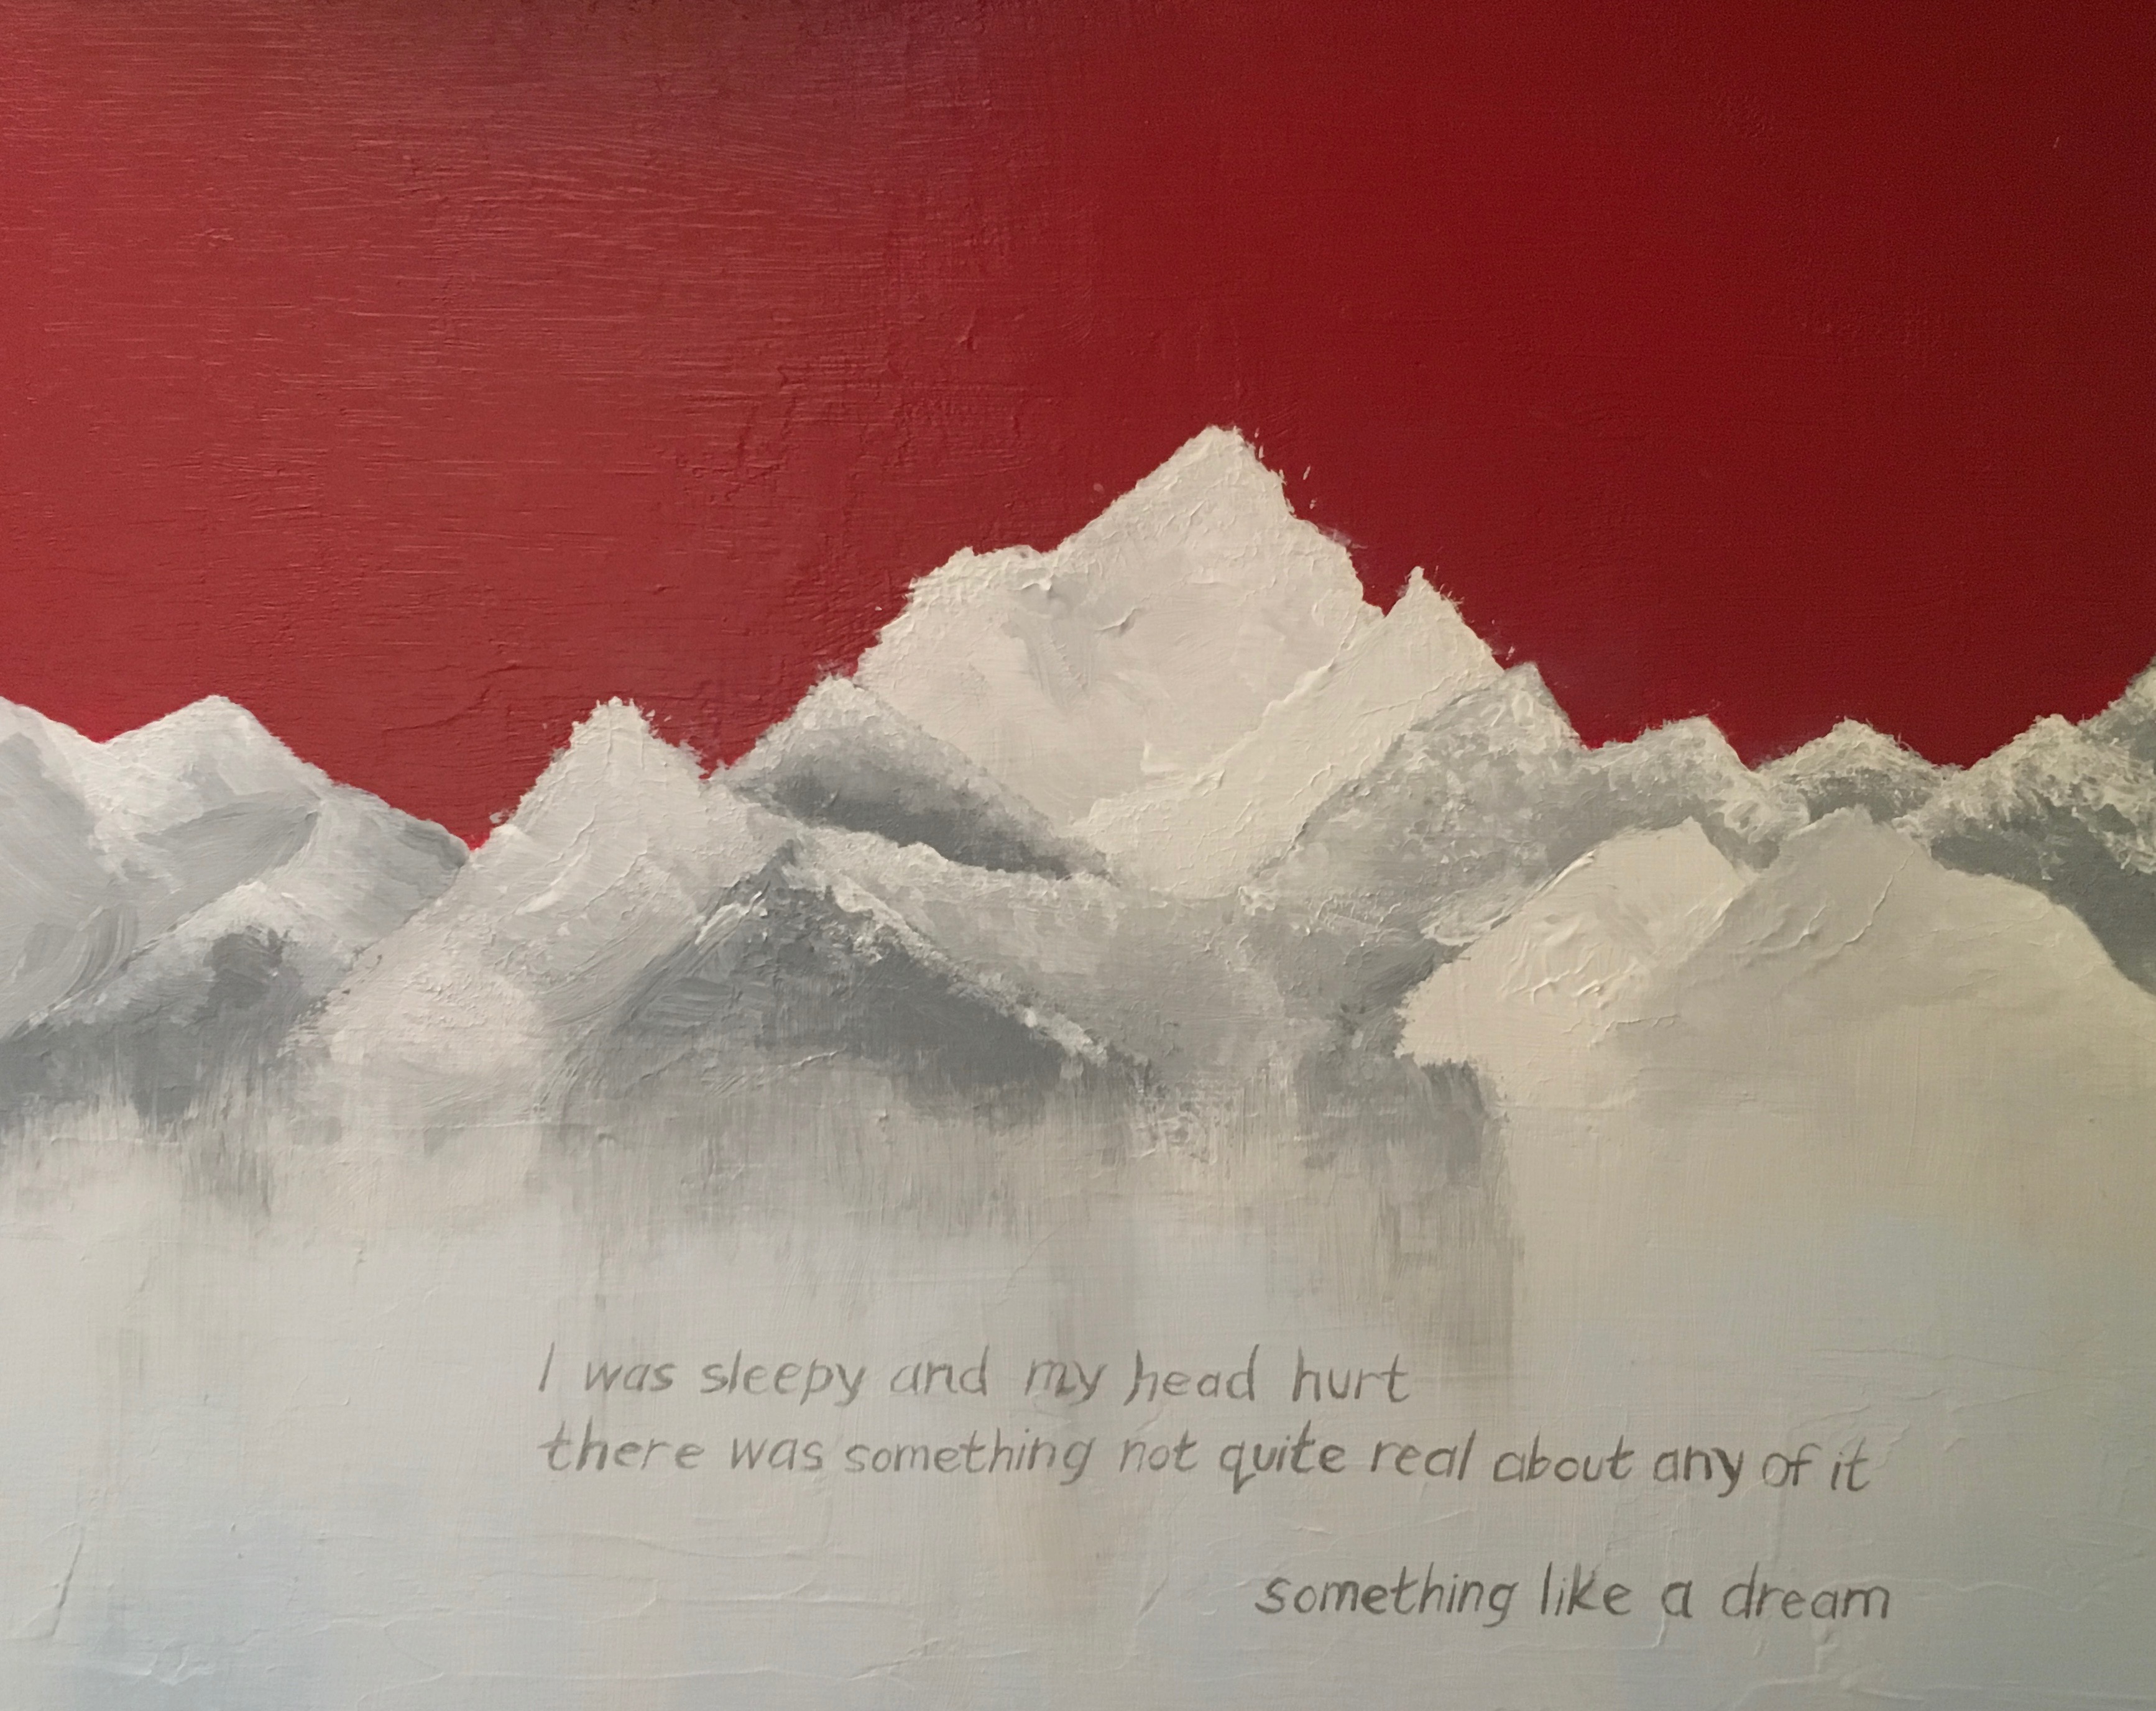 I was sleepy and my head hurt
there was something not quite real about any of it
something like a dream